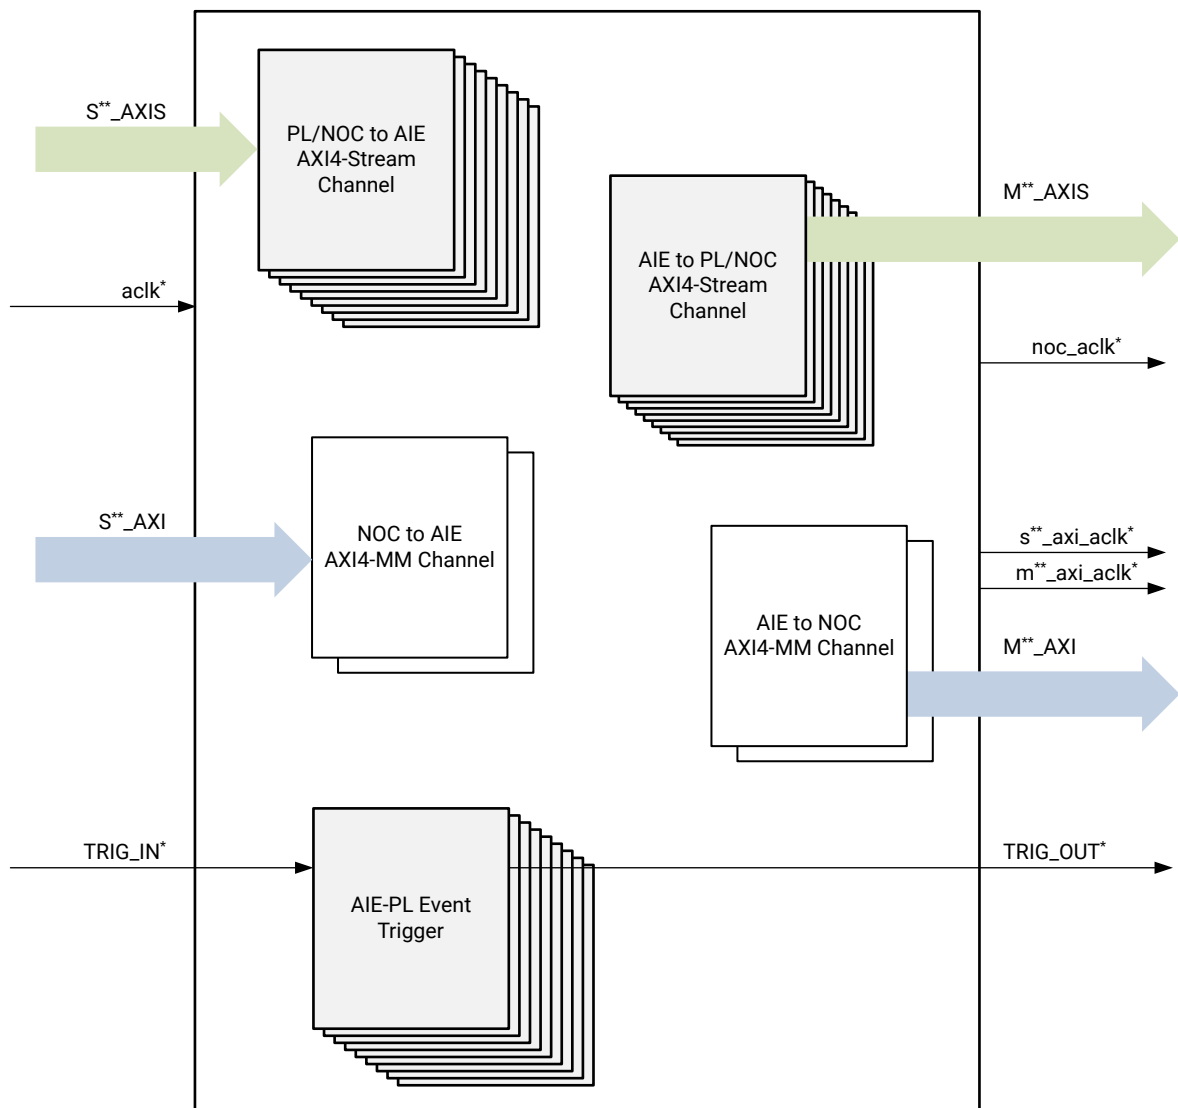 S**_AXIS
PL/NOC to AIE
AXI4-Stream
Channel
M**_AXIS
AIE to PL/NOC
AXI4-Stream
Channel
aclk*
noc_aclk*
S**_AXI
NOC to AIE
AXI4-MM Channel
s**_axi_aclk*
m**_axi_aclk*
AIE to NOC
AXI4-MM Channel
M**_AXI
TRIG_IN*
TRIG_OUT*
AIE-PL Event
Trigger